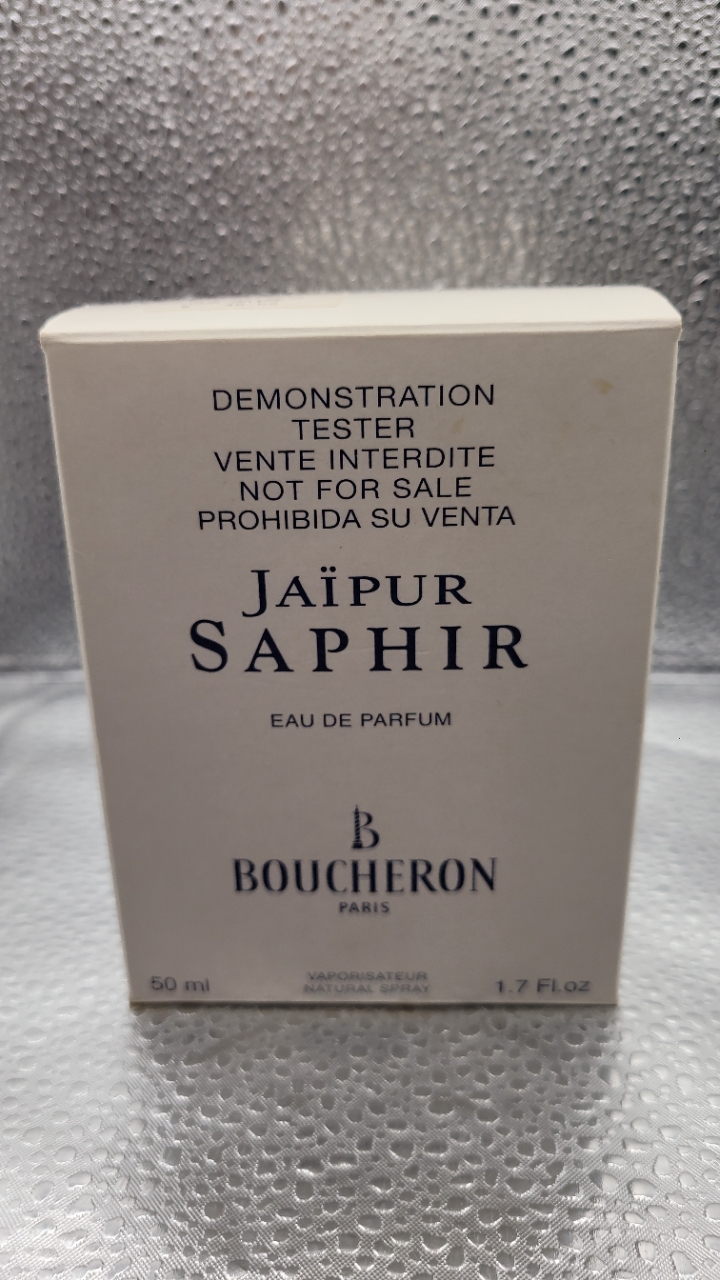 DEMONSTRATION
TESTER
VENTE INTERDITE
NOT FOR SALE
PROHIBIDA SU VENTA
JAÏPUR
SAPHIR
EAU DE PARFUM
B
BOUCHERON
PARIS
50 ml
VAPORISATEUR
NATURAL SPRAY
1.7 Fl.oz